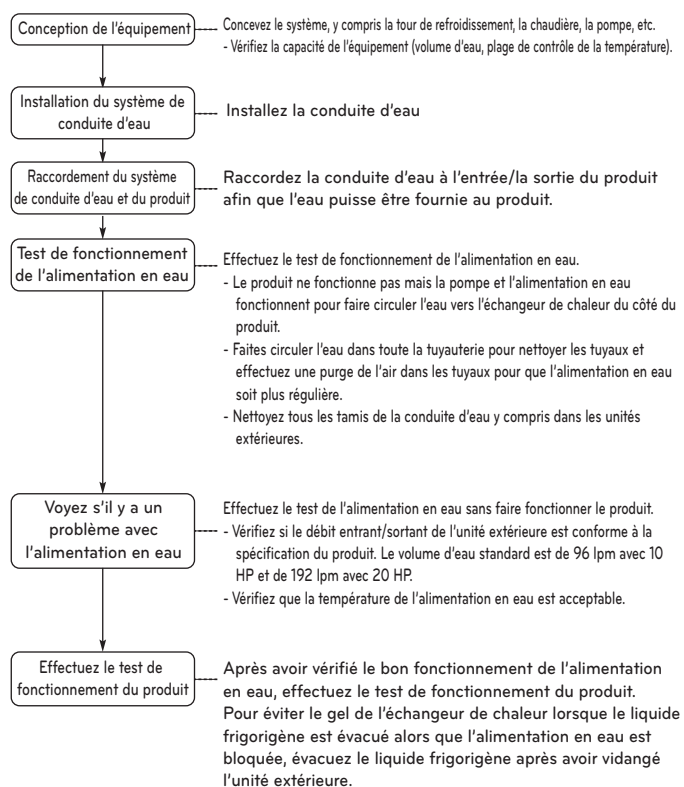 Conception de l'équipement
Concevez le système, y compris la tour de refroidissement, la chaudière, la pompe, etc.
- Vérifiez la capacité de l'équipement (volume d'eau, plage de contrôle de la température).
Installation du système de
conduite d'eau
Installez la conduite d'eau
Raccordement du système
de conduite d'eau et du produit
Raccordez la conduite d'eau à l'entrée/la sortie du produit
afin que l'eau puisse être fournie au produit.
Test de fonctionnement
de l'alimentation en eau
Effectuez le test de fonctionnement de l'alimentation en eau.
- Le produit ne fonctionne pas mais la pompe et l'alimentation en eau
fonctionnent pour faire circuler l'eau vers l'échangeur de chaleur du côté du
produit.
- Faites circuler l'eau dans toute la tuyauterie pour nettoyer les tuyaux et
effectuez une purge de l'air dans les tuyaux pour que l'alimentation en eau
soit plus régulière.
- Nettoyez tous les tamis de la conduite d'eau y compris dans les unités
extérieures.
Voyez s'il y a un
problème avec
l'alimentation en eau
Effectuez le test de l'alimentation en eau sans faire fonctionner le produit.
- Vérifiez si le débit entrant/sortant de l'unité extérieure est conforme à la
spécification du produit. Le volume d'eau standard est de 96 lpm avec 10
HP et de 192 lpm avec 20 HP.
- Vérifiez que la température de l'alimentation en eau est acceptable.
Effectuez le test de
fonctionnement du produit
Après avoir vérifié le bon fonctionnement de l'alimentation
en eau, effectuez le test de fonctionnement du produit.
Pour éviter le gel de l'échangeur de chaleur lorsque le liquide
frigorigène est évacué alors que l'alimentation en eau est
bloquée, évacuez le liquide frigorigène après avoir vidangé
l'unité extérieure.